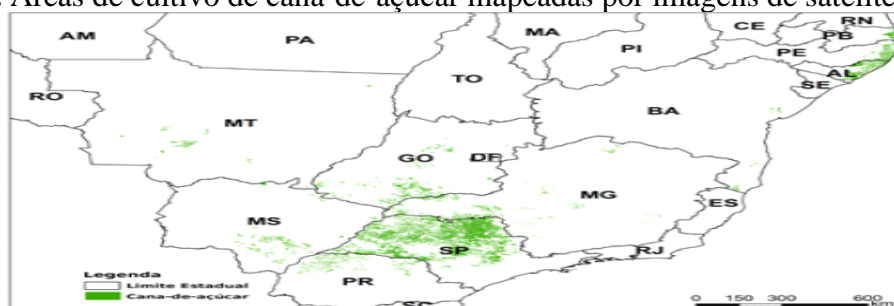 Áreas de cultivo de cana-de-açúcar mapeadas por imagens de satélite
AM PA MA CE RN
PI PB
PE
TO AL
RO SE
MT BA
GO DF
MG
MS ES
SP RJ
PR
Legenda
Limite Estadual
Cana-de-açúcar
0 150 300 600
km